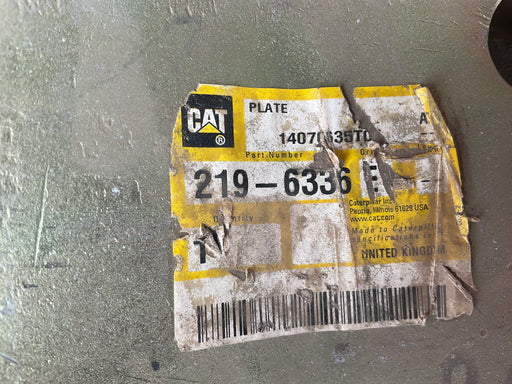 CAT
®
PLATE
A
Part Number
219-6336
Quantity
1
Caterpillar Inc.
Peoria, Illinois 61629 USA
www.cat.com
Made to Caterpillar
specifications in
UNITED KINGDOM